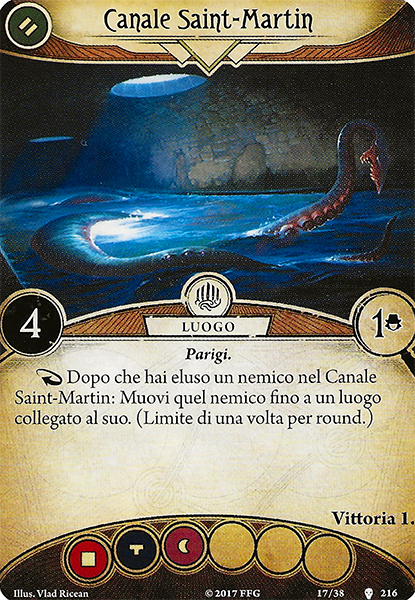 Canale Saint-Martin
4
LUOGO
1
Parigi.
Dopo che hai eluso un nemico nel Canale
Saint-Martin: Muovi quel nemico fino a un luogo
collegato al suo. (Limite di una volta per round.)
Vittoria 1.
Illus. Vlad Ricean
© 2017 FFG
17/38
216